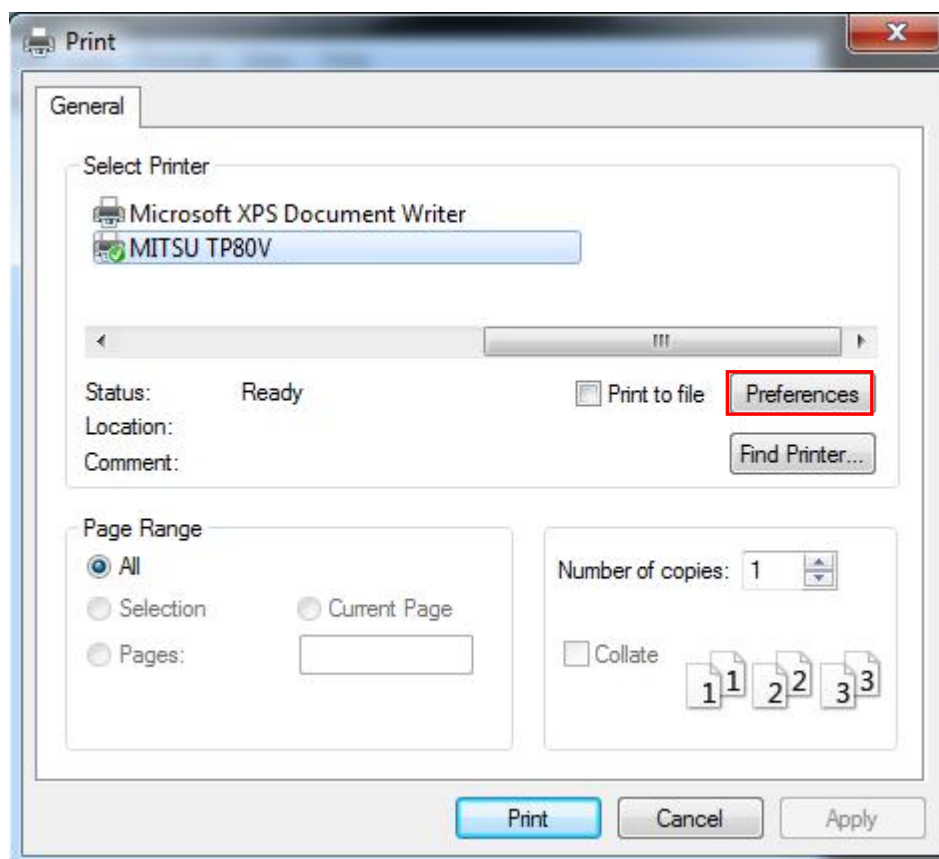 Print
General
Select Printer
Microsoft XPS Document Writer
MITSU TP80V
Status: Ready
Print to file Preferences
Location:
Comment:
Find Printer...
Page Range
All
Selection Current Page
Pages:
Number of copies: 1
Collate
1 1 2 2 3 3
Print Cancel Apply